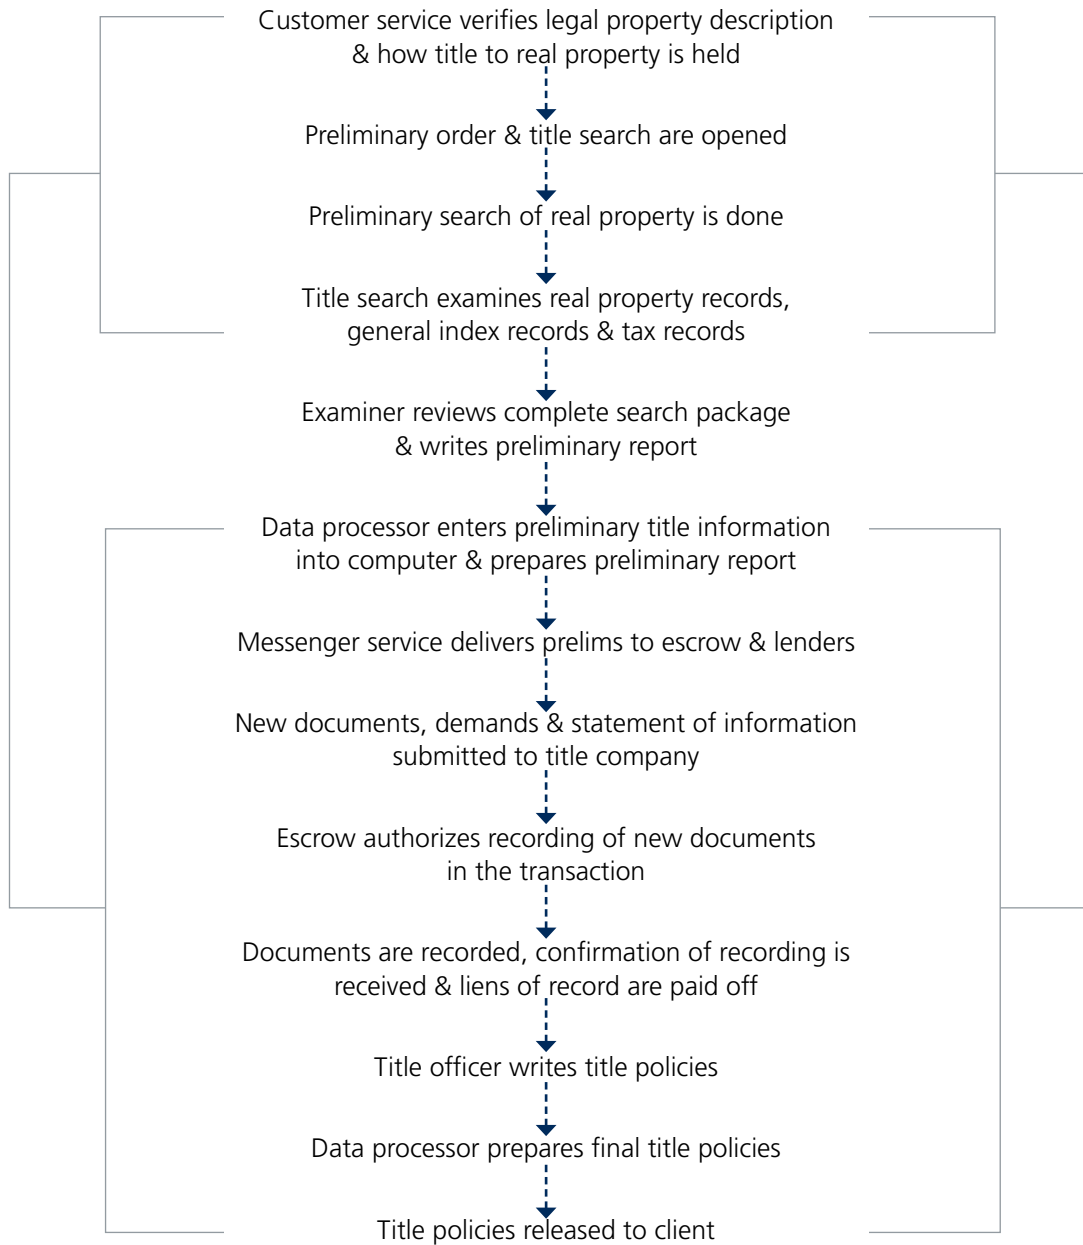 Customer service verifies legal property description
& how title to real property is held
Preliminary order & title search are opened
Preliminary search of real property is done
Title search examines real property records,
general index records & tax records
Examiner reviews complete search package
& writes preliminary report
Data processor enters preliminary title information
into computer & prepares preliminary report
Messenger service delivers prelims to escrow & lenders
New documents, demands & statement of information
submitted to title company
Escrow authorizes recording of new documents
in the transaction
Documents are recorded, confirmation of recording is
received & liens of record are paid off
Title officer writes title policies
Data processor prepares final title policies
Title policies released to client